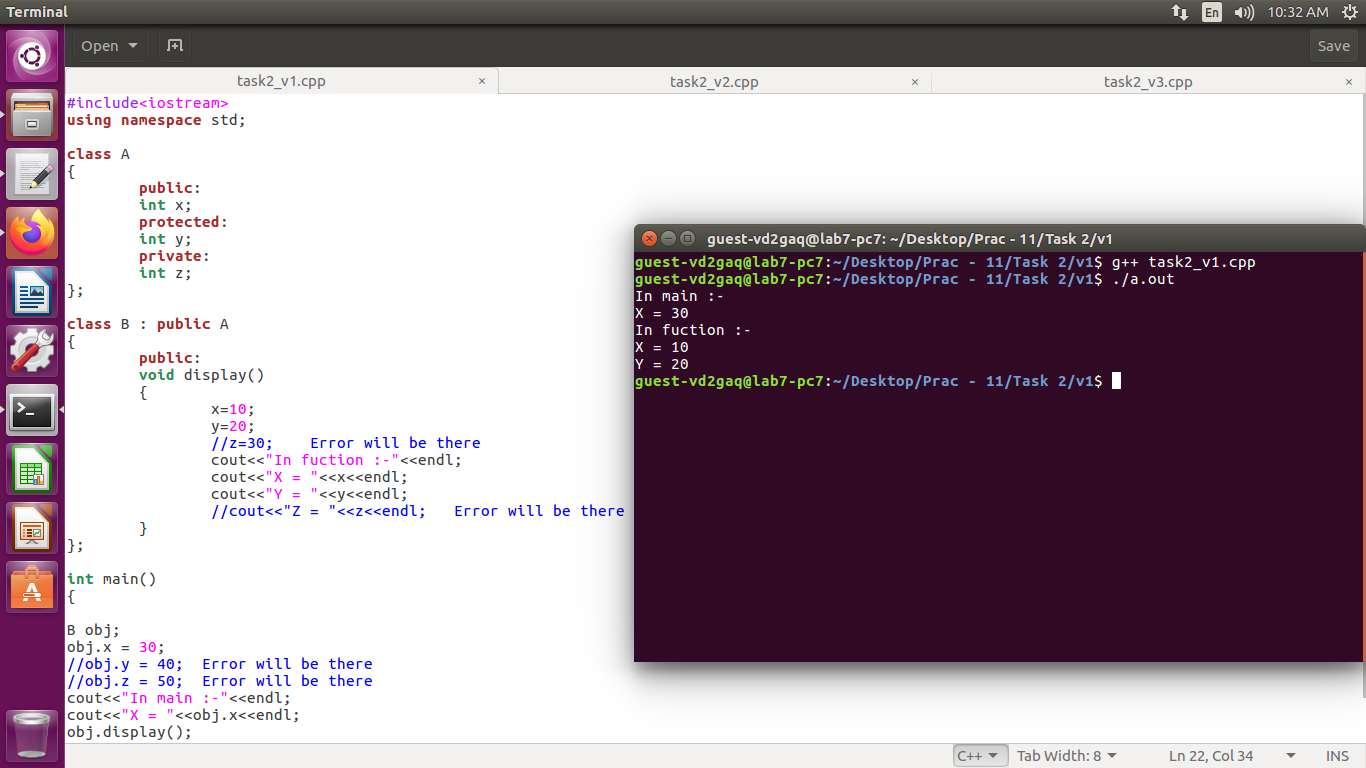 Terminal
En
10:32 AM
Open
Save
task2_v1.cpp ×
task2_v2.cpp ×
task2_v3.cpp ×
#include<iostream>
using namespace std;
class A
{
public:
int x;
protected:
int y;
private:
int z;
};
class B : public A
{
public:
void display()
{
x=10;
y=20;
//z=30;    Error will be there
cout<<"In fuction :-"<<endl;
cout<<"X = "<<x<<endl;
cout<<"Y = "<<y<<endl;
//cout<<"Z = "<<z<<endl;   Error will be there
}
};
int main()
{
B obj;
obj.x = 30;
//obj.y = 40;  Error will be there
//obj.z = 50;  Error will be there
cout<<"In main :-"<<endl;
cout<<"X = "<<obj.x<<endl;
obj.display();
guest-vd2gaq@lab7-pc7: ~/Desktop/Prac - 11/Task 2/v1
guest-vd2gaq@lab7-pc7:~/Desktop/Prac - 11/Task 2/v1$ g++ task2_v1.cpp
guest-vd2gaq@lab7-pc7:~/Desktop/Prac - 11/Task 2/v1$ ./a.out
In main :-
X = 30
In fuction :-
X = 10
Y = 20
guest-vd2gaq@lab7-pc7:~/Desktop/Prac - 11/Task 2/v1$
C++
Tab Width: 8
Ln 22, Col 34
INS